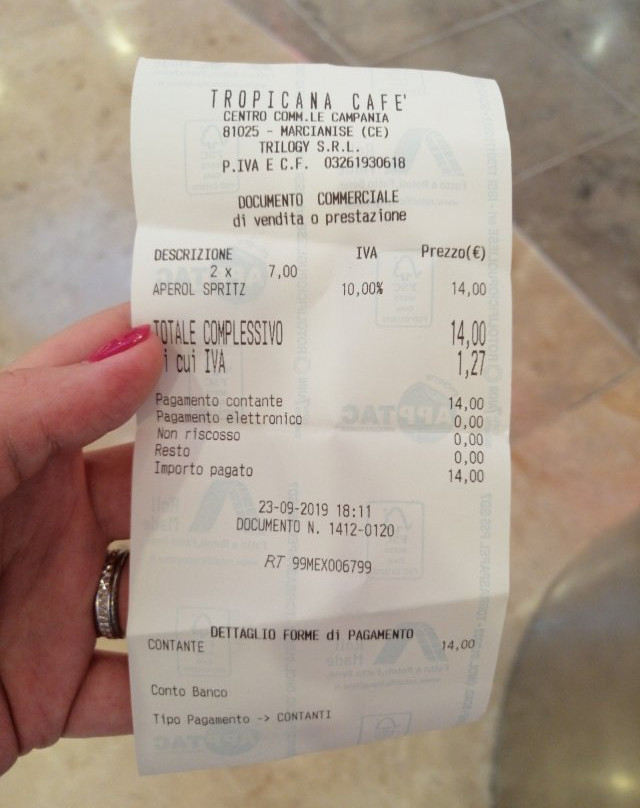 TROPICANA CAFE'
CENTRO COMM.LE CAMPANIA
81025 - MARCIANISE (CE)
TRILOGY S.R.L.
P.IVA E C.F. 03261930618
DOCUMENTO COMMERCIALE
di vendita o prestazione
DESCRIZIONE IVA Prezzo(€)
2 x 7,00
APEROL SPRITZ 10,00% 14,00
TOTALE COMPLESSIVO 14,00
di cui IVA 1,27
Pagamento contante 14,00
Pagamento elettronico 0,00
Non riscosso 0,00
Resto 0,00
Importo pagato 14,00
23-09-2019 18:11
DOCUMENTO N. 1412-0120
RT 99MEX006799
DETTAGLIO FORME di PAGAMENTO
CONTANTE 14,00
Conto Banco
Tipo Pagamento -> CONTANTI